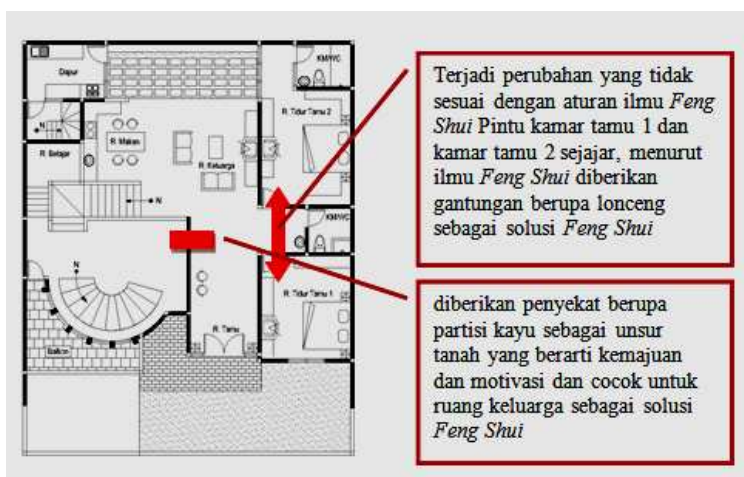 KM/WC
Dapur
R. Tidur Tamu 2
R. Makan
R. Keluarga
R. Belajar
N
N
KM/WC
N
R. Tidur Tamu 1
R. Tamu
Balkon
Terjadi perubahan yang tidak
sesuai dengan aturan ilmu Feng
Shui Pintu kamar tamu 1 dan
kamar tamu 2 sejajar, menurut
ilmu Feng Shui diberikan
gantungan berupa lonceng
sebagai solusi Feng Shui
diberikan penyekat berupa
partisi kayu sebagai unsur
tanah yang berarti kemajuan
dan motivasi dan cocok untuk
ruang keluarga sebagai solusi
Feng Shui